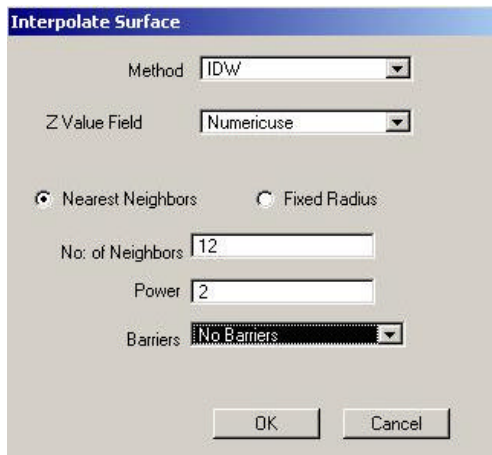 Interpolate Surface
Method IDW
Z Value Field Numericuse
Nearest Neighbors Fixed Radius
No: of Neighbors 12
Power 2
Barriers No Barriers
OK Cancel